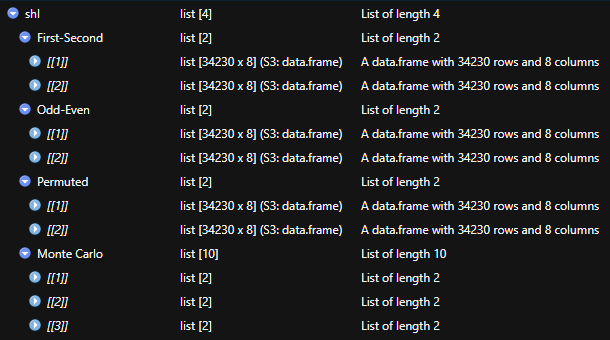 shl list [4] List of length 4
First-Second list [2] List of length 2
[[1]] list [34230 x 8] (S3: data.frame) A data.frame with 34230 rows and 8 columns
[[2]] list [34230 x 8] (S3: data.frame) A data.frame with 34230 rows and 8 columns
Odd-Even list [2] List of length 2
[[1]] list [34230 x 8] (S3: data.frame) A data.frame with 34230 rows and 8 columns
[[2]] list [34230 x 8] (S3: data.frame) A data.frame with 34230 rows and 8 columns
Permuted list [2] List of length 2
[[1]] list [34230 x 8] (S3: data.frame) A data.frame with 34230 rows and 8 columns
[[2]] list [34230 x 8] (S3: data.frame) A data.frame with 34230 rows and 8 columns
Monte Carlo list [10] List of length 10
[[1]] list [2] List of length 2
[[2]] list [2] List of length 2
[[3]] list [2] List of length 2